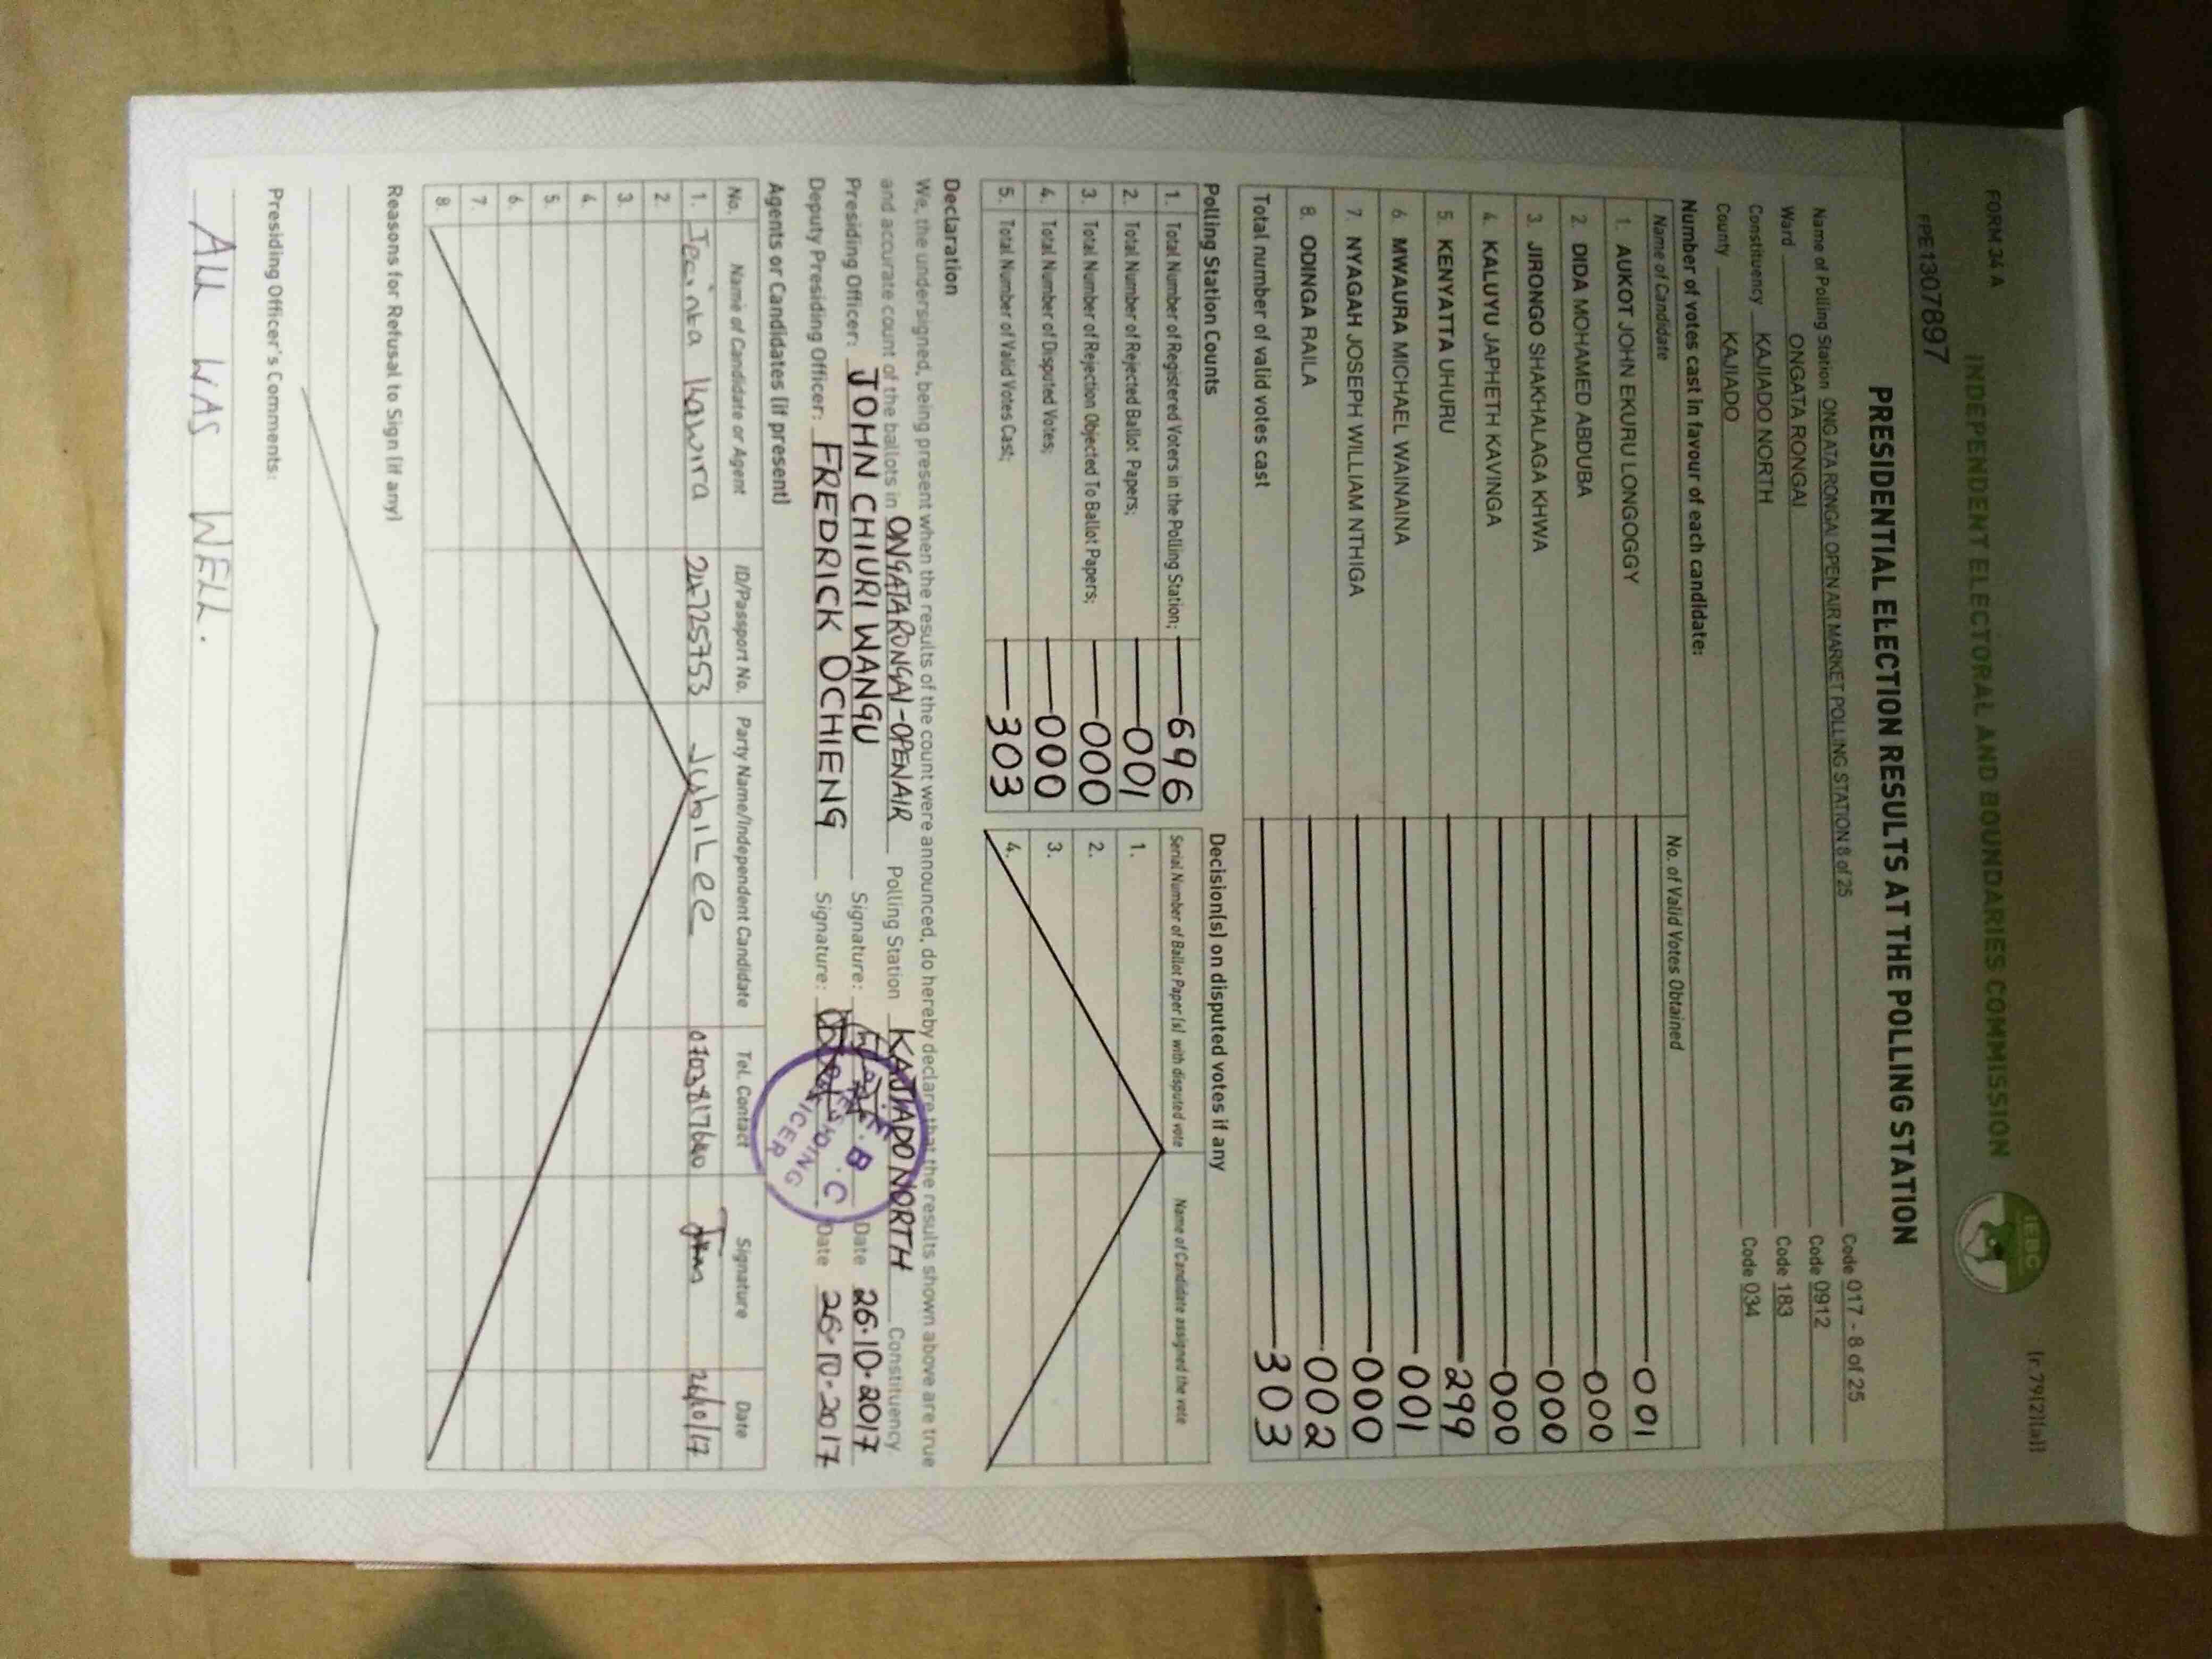 FORM 34 A
[r.79(2)(a)]
INDEPENDENT ELECTORAL AND BOUNDARIES COMMISSION
IEBC
PPE1307897
PRESIDENTIAL ELECTION RESULTS AT THE POLLING STATION
Name of Polling Station ONGATA RONGAI OPEN AIR MARKET POLLING STATION 8 of 25 Code 017 - 8 of 25
Ward ONGATA RONGAI Code 0912
Constituency KAJIADO NORTH Code 183
County KAJIADO Code 034
Number of votes cast in favour of each candidate:
Name of Candidate No. of Valid Votes Obtained
1. AUKOT JOHN EKURU LONGOGGY 001
2. DIDA MOHAMED ABDUBA 000
3. JIRONGO SHAKHALAGA KHWA 000
4. KALUYU JAPHETH KAVINGA 000
5. KENYATTA UHURU 299
6. MWAURA MICHAEL WAINAINA 001
7. NYAGAH JOSEPH WILLIAM NTHIGA 000
8. ODINGA RAILA 002
Total number of valid votes cast 303
Polling Station Counts
1. Total Number of Registered Voters in the Polling Station; 696
2. Total Number of Rejected Ballot Papers; 001
3. Total Number of Rejection Objected To Ballot Papers; 000
4. Total Number of Disputed Votes; 000
5. Total Number of Valid Votes Cast; 303
Decision(s) on disputed votes if any
Serial Number of Ballot Paper (s) with disputed vote Name of Candidate assigned the vote
1.
2.
3.
4.
Declaration
We, the undersigned, being present when the results of the count were announced, do hereby declare that the results shown above are true
and accurate count of the ballots in ONGATA RONGAI-OPENAIR Polling Station KAJIADO NORTH Constituency
Presiding Officer: JOHN CHIURI WANGU Signature: Date 26.10.2017
Deputy Presiding Officer: FREDRICK OCHIENG Signature: Date 26.10.2017
Agents or Candidates (if present)
No. Name of Candidate or Agent ID/Passport No. Party Name/Independent Candidate Tel. Contact Signature Date
1. Kawira 24725753 JubiLee 0703817640 26/10/17
2.
3.
4.
5.
6.
7.
8.
Reasons for Refusal to Sign (if any)
Presiding Officer's Comments:
ALL WAS WELL.